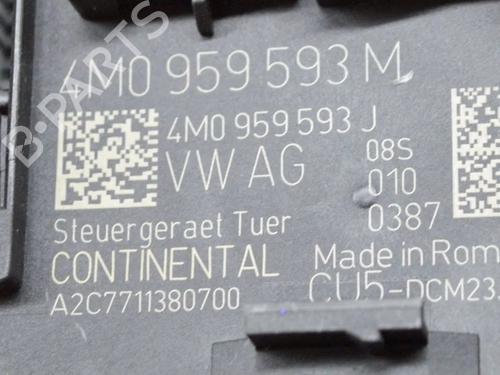 4M0 959 593 M
4M0 959 593 J
VW AG
08S
010
0387
Steuergeraet Tuer
CONTINENTAL
Made in Rom
A2C7711380700
CU5-DCM23.
B-PARTS